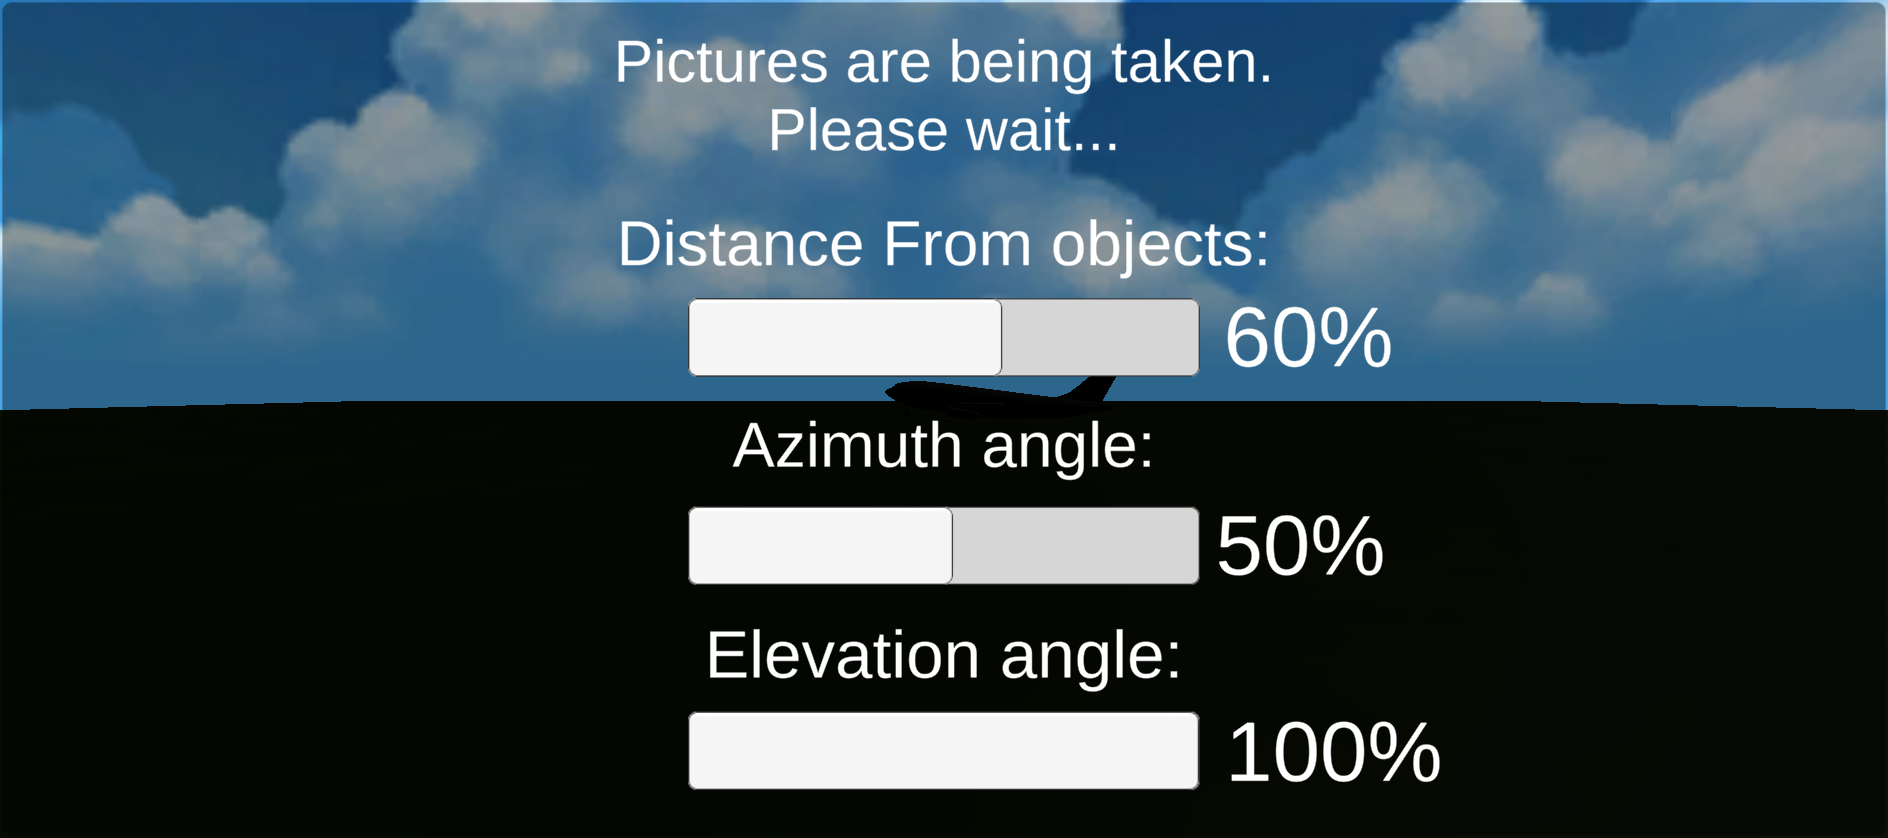 Pictures are being taken.
Please wait...
Distance From objects:
60%
Azimuth angle:
50%
Elevation angle:
100%